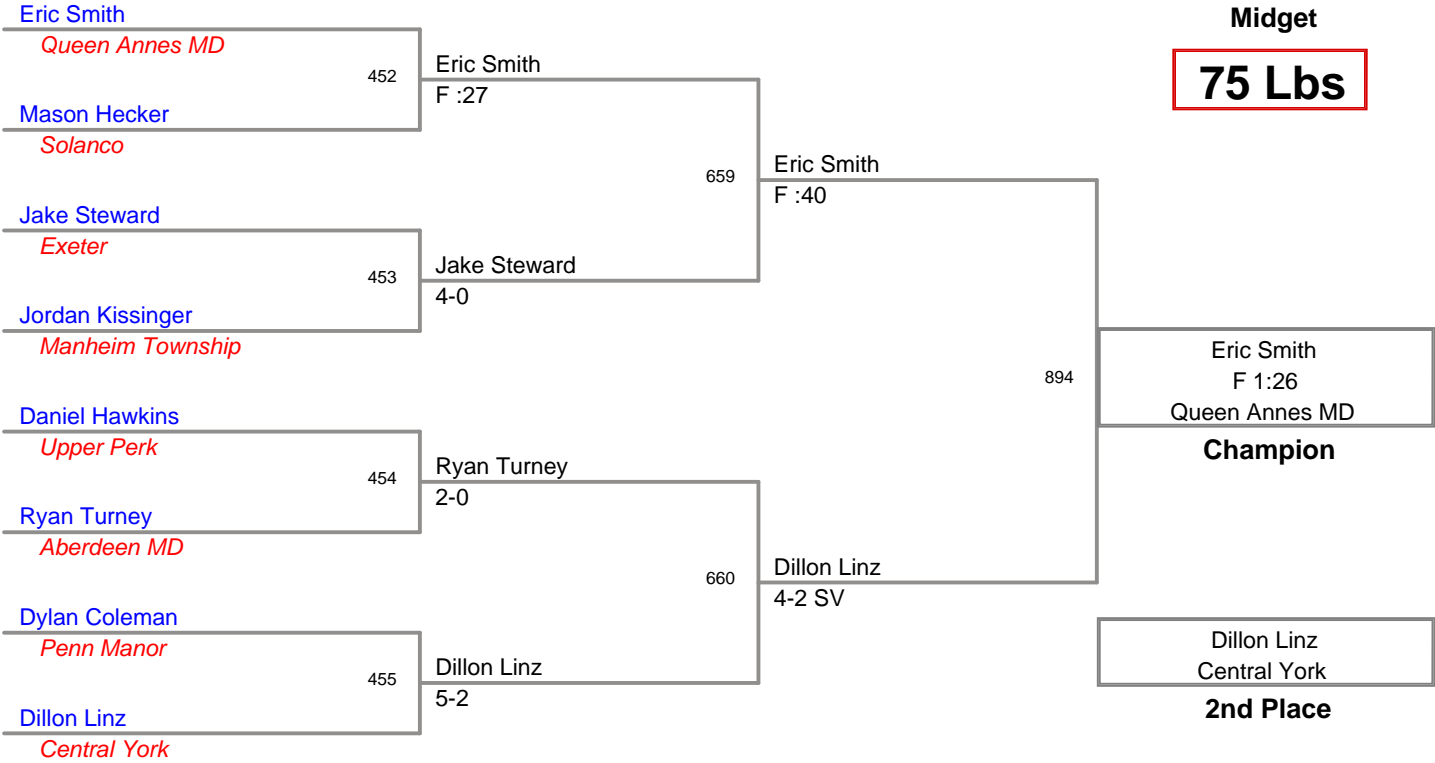 Eric Smith
Queen Annes MD
Mason Hecker
Solanco
Jake Steward
Exeter
Jordan Kissinger
Manheim Township
Daniel Hawkins
Upper Perk
Ryan Turney
Aberdeen MD
Dylan Coleman
Penn Manor
Dillon Linz
Central York
452
453
454
455
Eric Smith
F :27
Jake Steward
4-0
Ryan Turney
2-0
Dillon Linz
5-2
659
660
Eric Smith
F :40
Dillon Linz
4-2 SV
894
Midget
75 Lbs
Eric Smith
F 1:26
Queen Annes MD
Champion
Dillon Linz
Central York
2nd Place